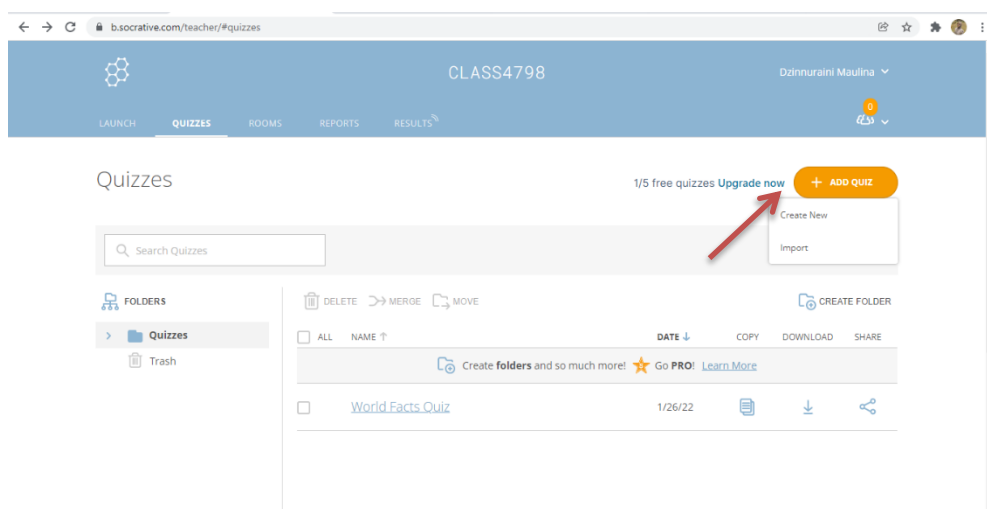 b.socrative.com/teacher/#quizzes
CLASS4798
Dzinnuraini Maulina
0
LAUNCH QUIZZES ROOMS REPORTS RESULTS
Quizzes
1/5 free quizzes Upgrade now
+ ADD QUIZ
Create New
Import
Search Quizzes
FOLDERS
DELETE MERGE MOVE
CREATE FOLDER
Quizzes
Trash
ALL NAME ↑ DATE ↓ COPY DOWNLOAD SHARE
Create folders and so much more! Go PRO! Learn More
World Facts Quiz 1/26/22